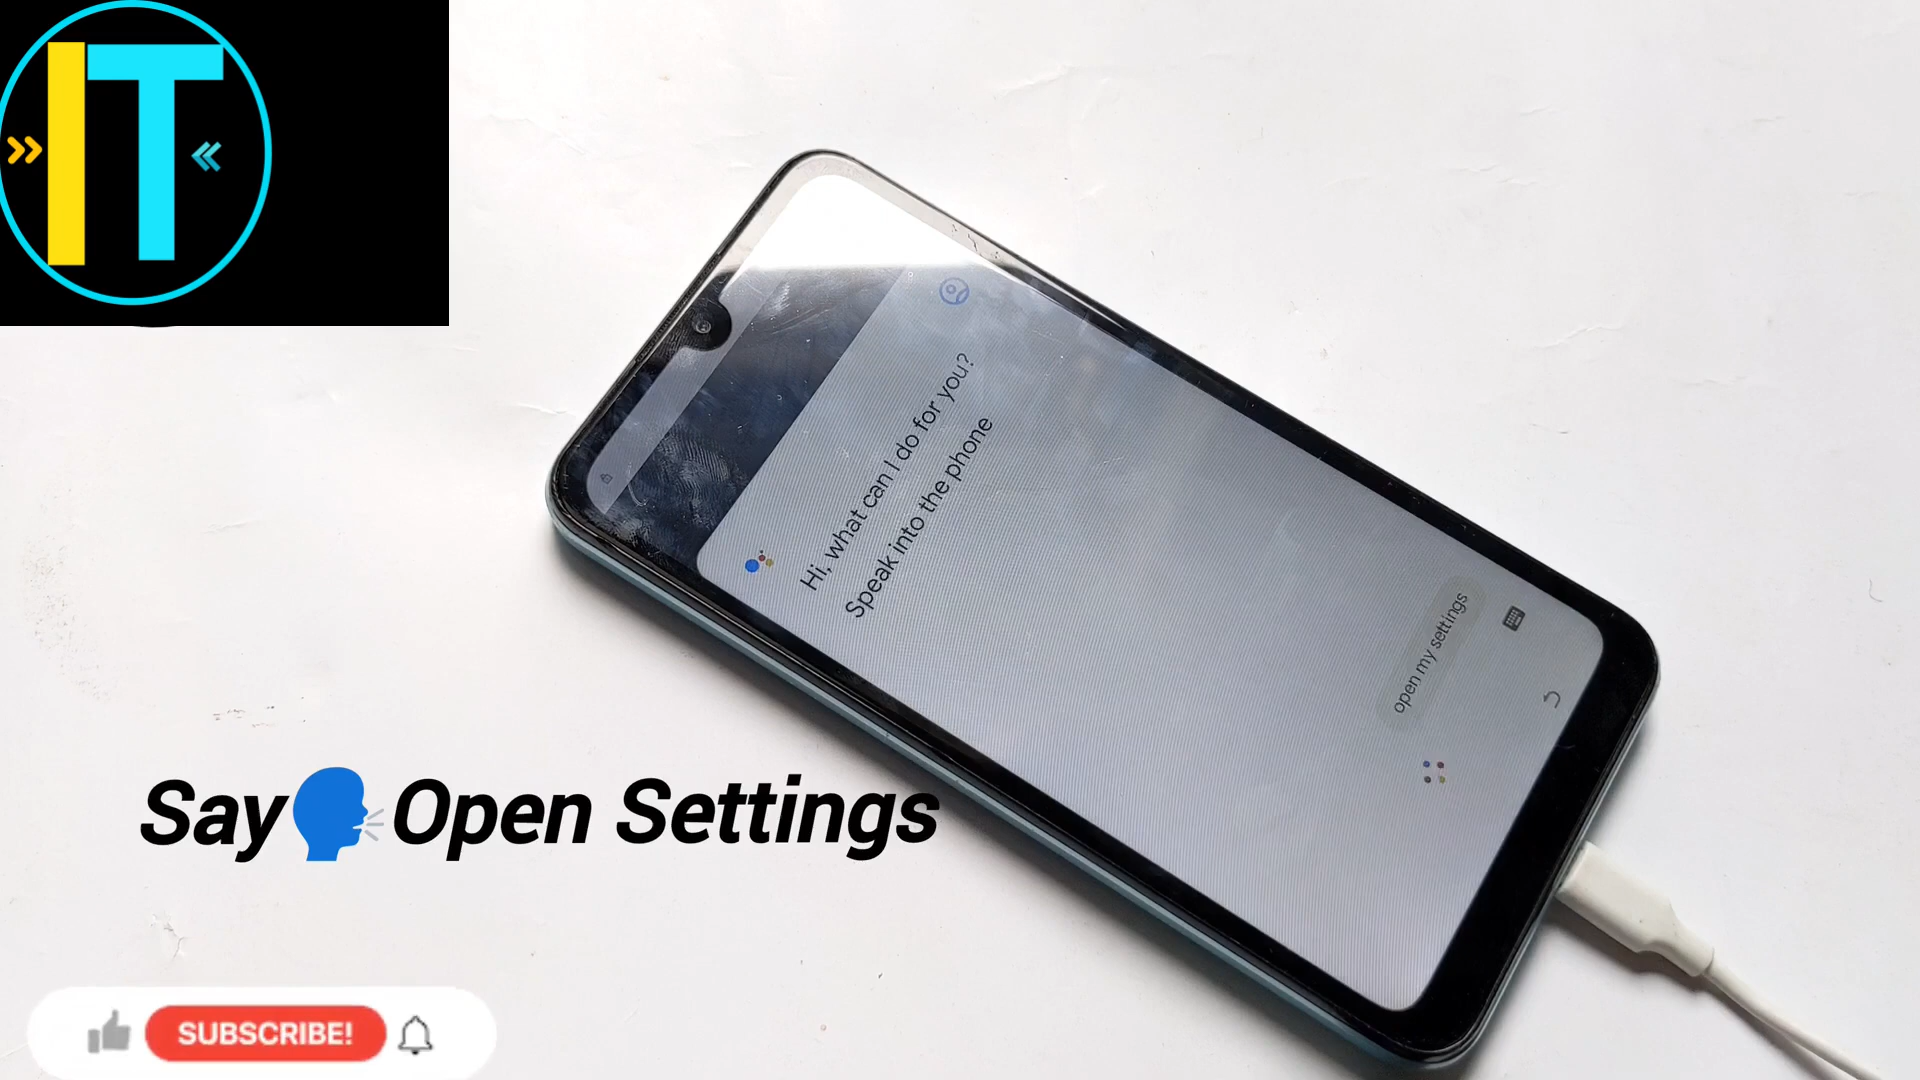 IT
Hi, what can I do for you?
Speak into the phone
open my settings
Say🗣Open Settings
SUBSCRIBE!